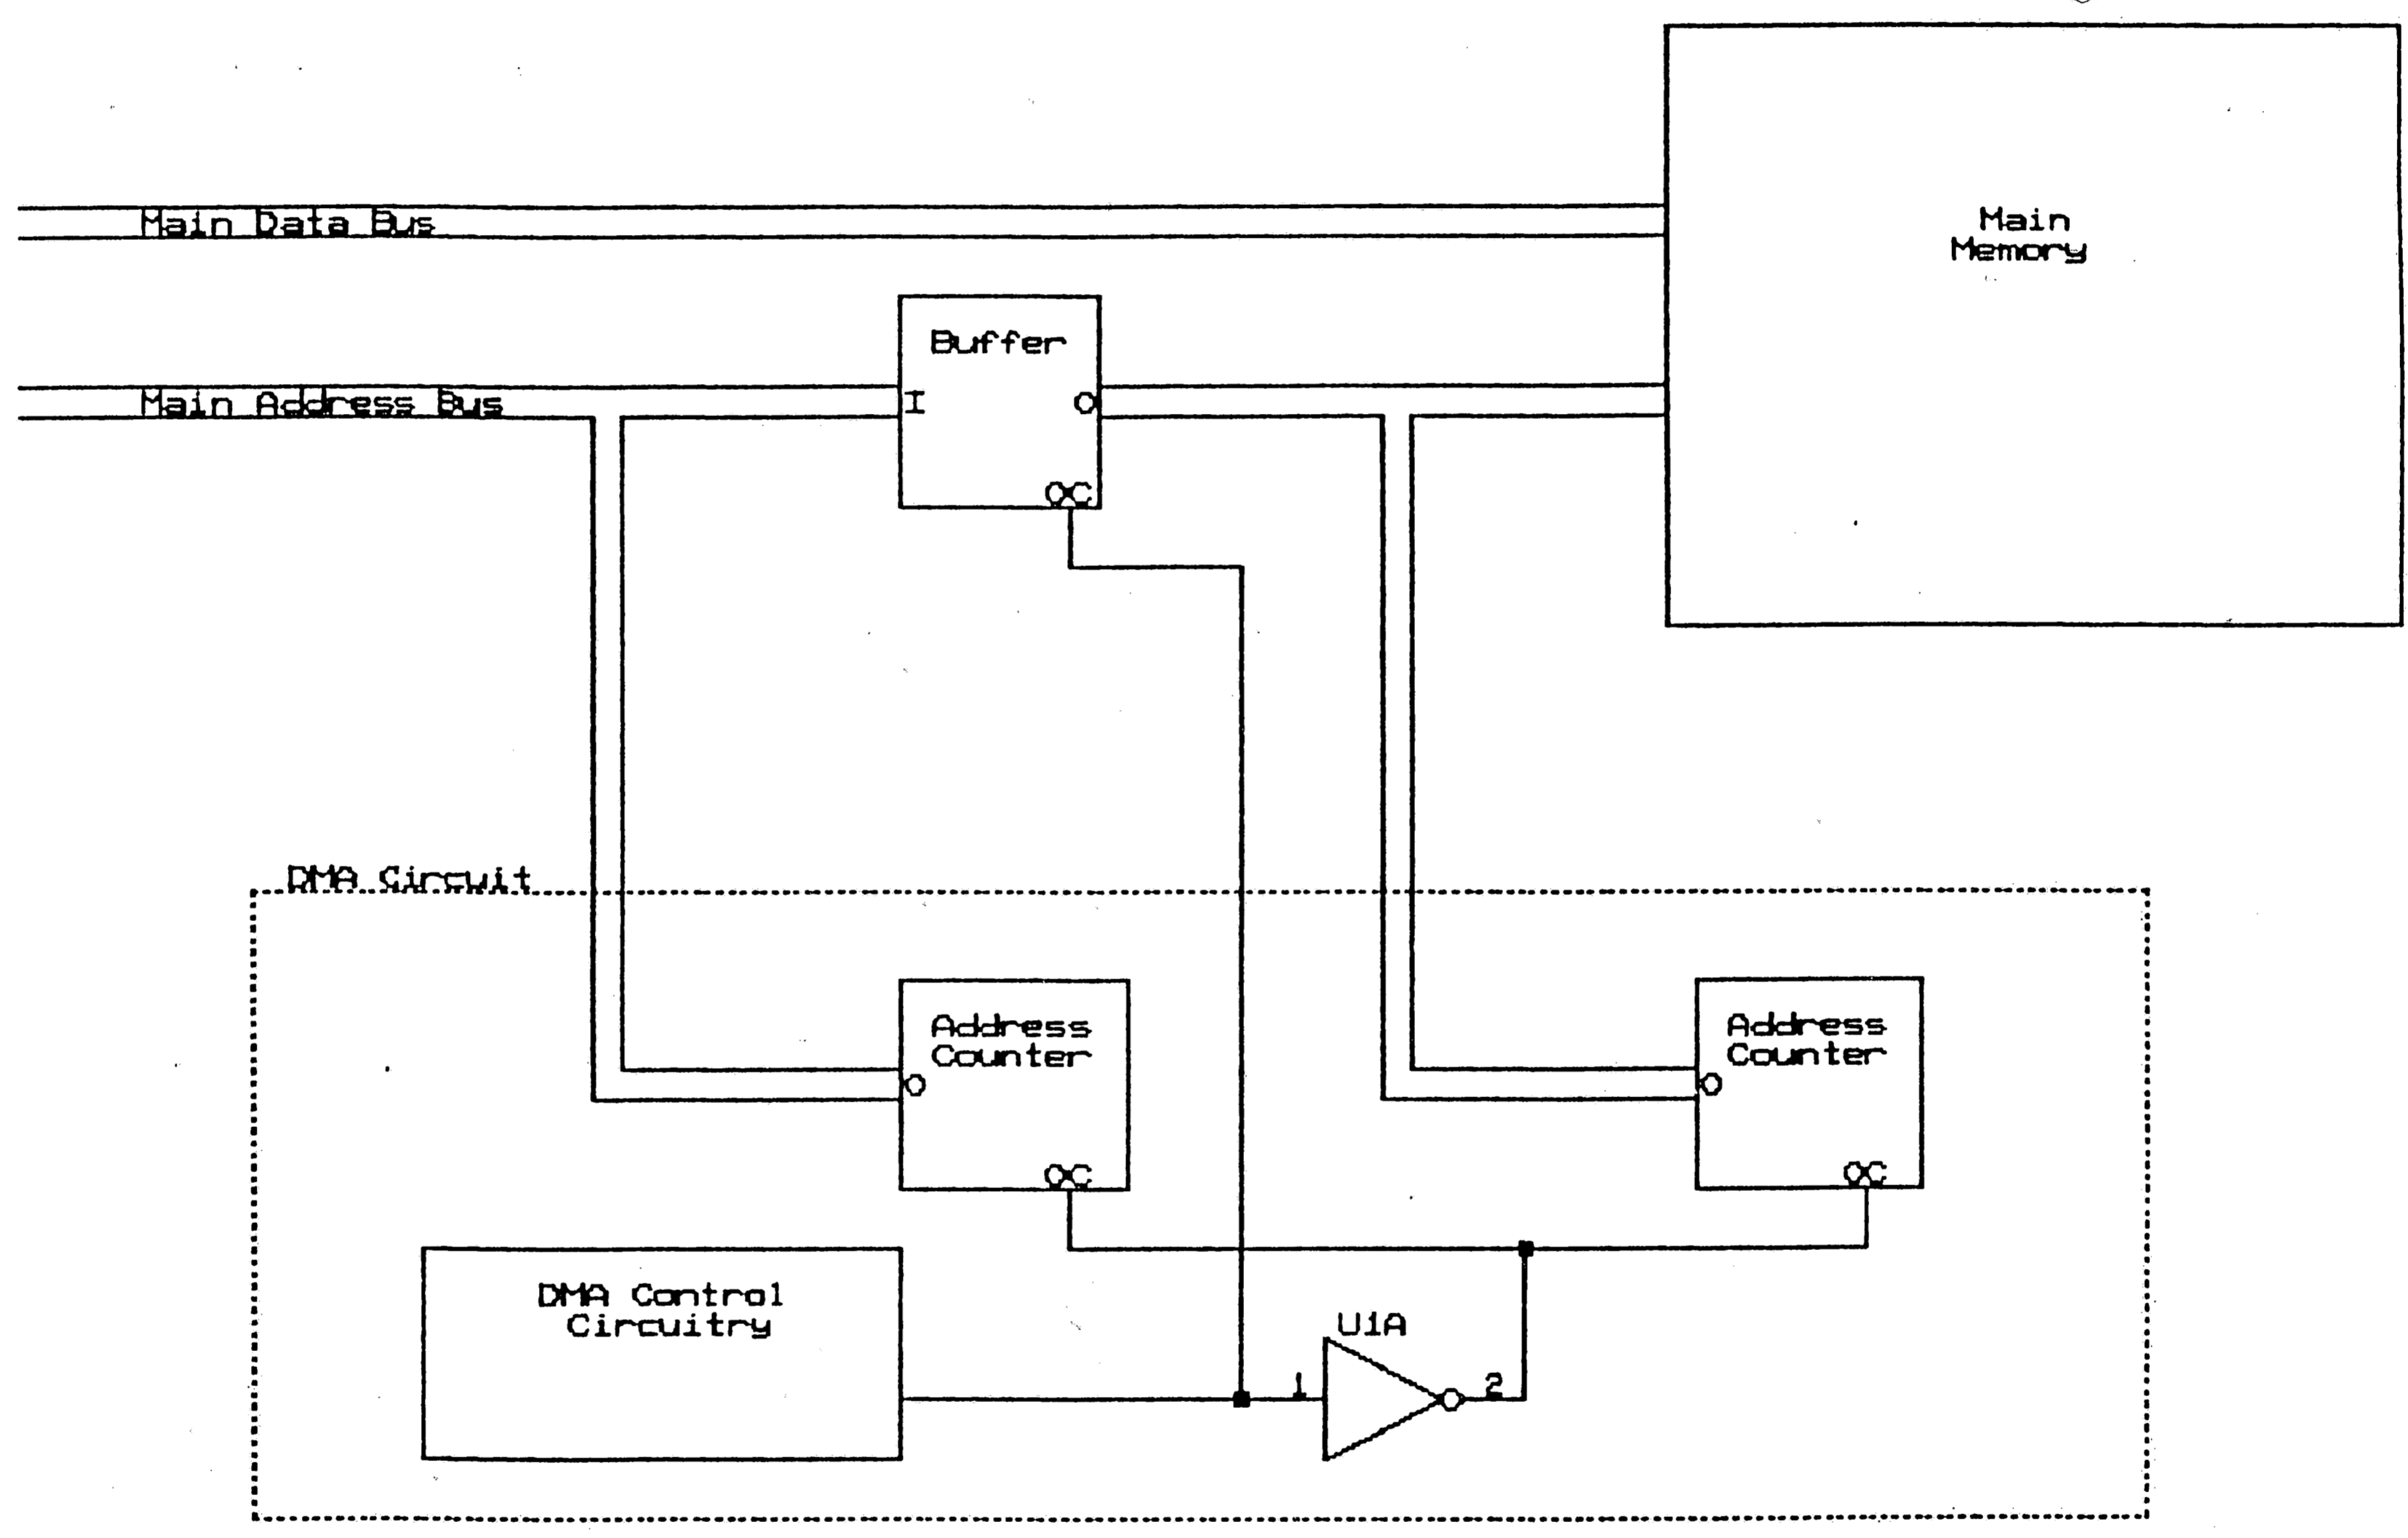 Main Data Bus
Main
Memory
Buffer
Main Address Bus
I
O
OC
DMA Circuit
Address
Counter
O
OC
Address
Counter
O
OC
DMA Control
Circuitry
U1A
1
2